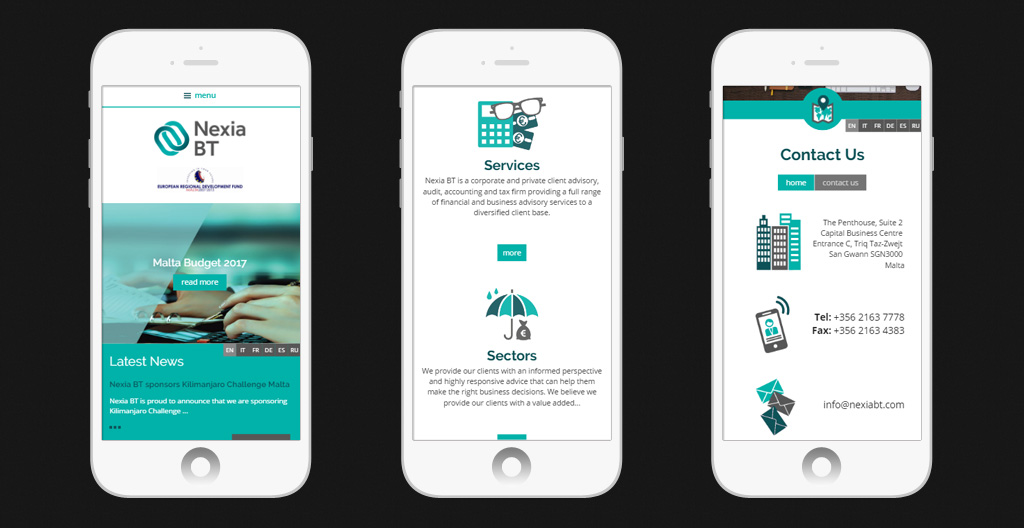 menu
Nexia
BT
EUROPEAN REGIONAL DEVELOPMENT FUND
Malta Budget 2017
read more
EN IT FR DE ES RU
Latest News
Nexia BT sponsors Kilimanjaro Challenge Malta
Nexia BT is proud to announce that we are sponsoring
Kilimanjaro Challenge ...
Services
Nexia BT is a corporate and private client advisory,
audit, accounting and tax firm providing a full range
of financial and business advisory services to a
diversified client base.
more
€
Sectors
We provide our clients with an informed perspective
and highly responsive advice that can help them
make the right business decisions. We believe we
provide our clients with a value added...
EN IT FR DE ES RU
Contact Us
home
contact us
The Penthouse, Suite 2
Capital Business Centre
Entrance C, Triq Taz-Zwejt
San Gwann SGN3000
Malta
Tel: +356 2163 7778
Fax: +356 2163 4383
info@nexiabt.com